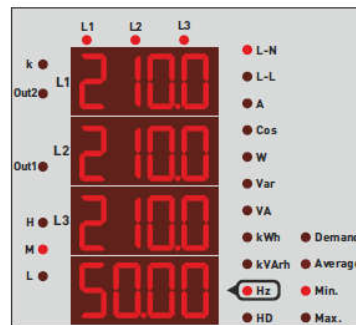 L1 L2 L3
k
Out2
L1
210.0
L-N
L-L
A
Out1
L2
210.0
Cos
W
Var
H
M
L
L3
210.0
VA
kWh Demand
kVArh Average
50.00
Hz Min.
HD Max.